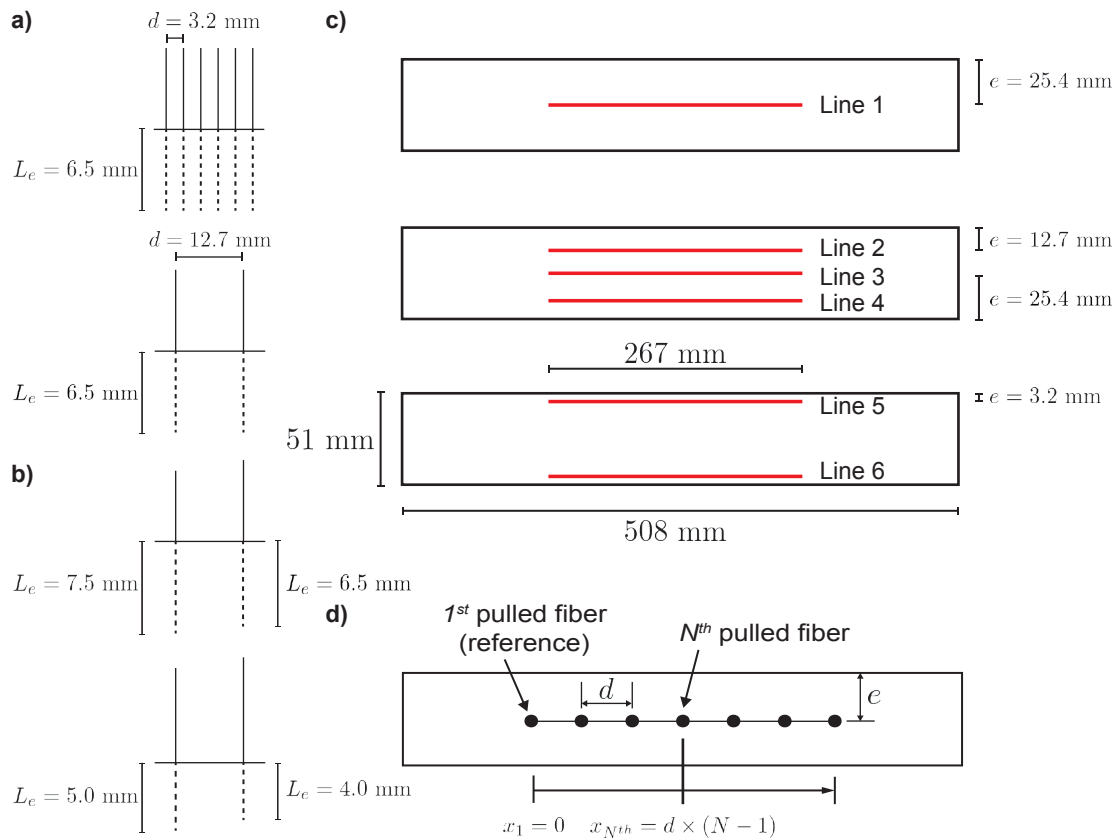 a)
d = 3.2 mm
L_e = 6.5 mm
d = 12.7 mm
L_e = 6.5 mm
b)
L_e = 7.5 mm
L_e = 6.5 mm
L_e = 5.0 mm
L_e = 4.0 mm
c)
Line 1
e = 25.4 mm
Line 2
e = 12.7 mm
Line 3
Line 4
e = 25.4 mm
267 mm
Line 5
e = 3.2 mm
51 mm
Line 6
508 mm
d)
1st pulled fiber
(reference)
Nth pulled fiber
d
e
x_1 = 0 x_{N^{th}} = d × (N − 1)